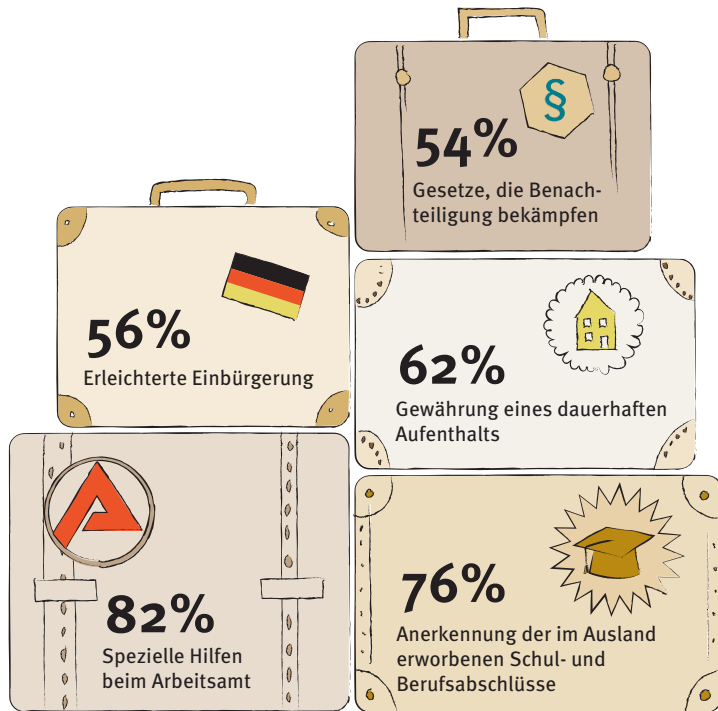 §
54%
Gesetze, die Benach-
teiligung bekämpfen
56%
Erleichterte Einbürgerung
62%
Gewährung eines dauerhaften
Aufenthalts
82%
Spezielle Hilfen
beim Arbeitsamt
76%
Anerkennung der im Ausland
erworbenen Schul- und
Berufsabschlüsse